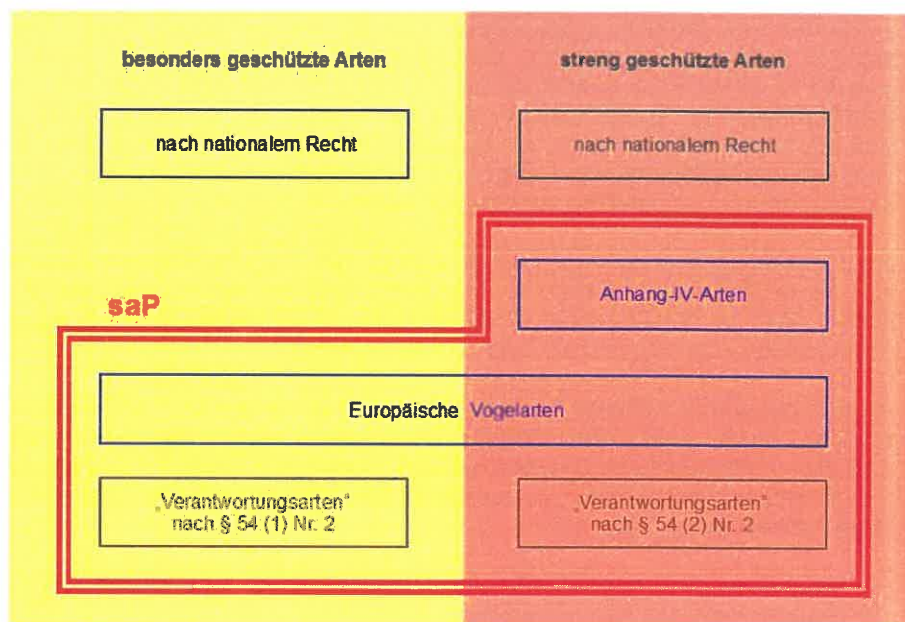 besonders geschützte Arten
streng geschützte Arten
nach nationalem Recht
nach nationalem Recht
Anhang-IV-Arten
saP
Europäische Vogelarten
„Verantwortungsarten“
nach § 54 (1) Nr. 2
„Verantwortungsarten“
nach § 54 (2) Nr. 2